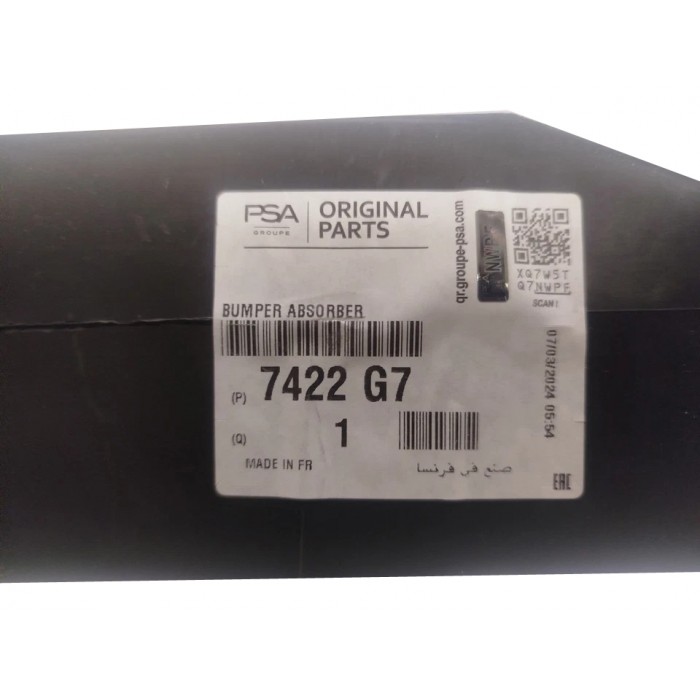 PSA
GROUPE
ORIGINAL
PARTS
qr.groupe-psa.com
XQ7W5T
Q7NWPF
SCAN!
BUMPER ABSORBER
(P) 7422 G7
(Q) 1
MADE IN FR
صنع في فرنسا
07/03/2024 05:54
EAC